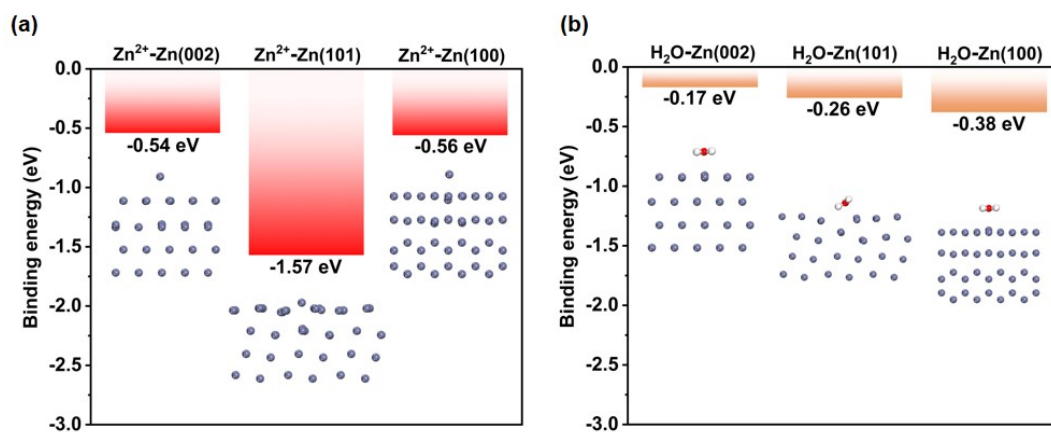 (a)
Zn²⁺-Zn(002) Zn²⁺-Zn(101) Zn²⁺-Zn(100)
0.0
-0.5
-1.0
-1.5
-2.0
-2.5
-3.0
Binding energy (eV)
-0.54 eV
-0.56 eV
-1.57 eV
(b)
H₂O-Zn(002) H₂O-Zn(101) H₂O-Zn(100)
0.0
-0.5
-1.0
-1.5
-2.0
-2.5
-3.0
Binding energy (eV)
-0.17 eV
-0.26 eV
-0.38 eV